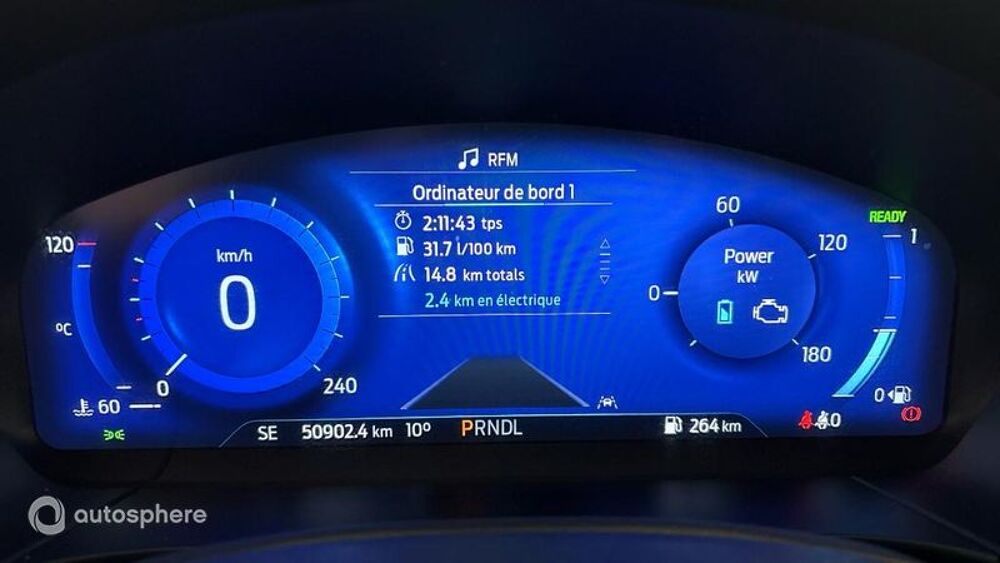 RFM
Ordinateur de bord 1
2:11:43 tps
31.7 l/100 km
14.8 km totals
2.4 km en électrique
120
°C
60
km/h
0
0
240
60
120
Power
kW
0
180
READY
1
0
SE 50902.4 km 10° PRNDL 264 km
0
autosphere